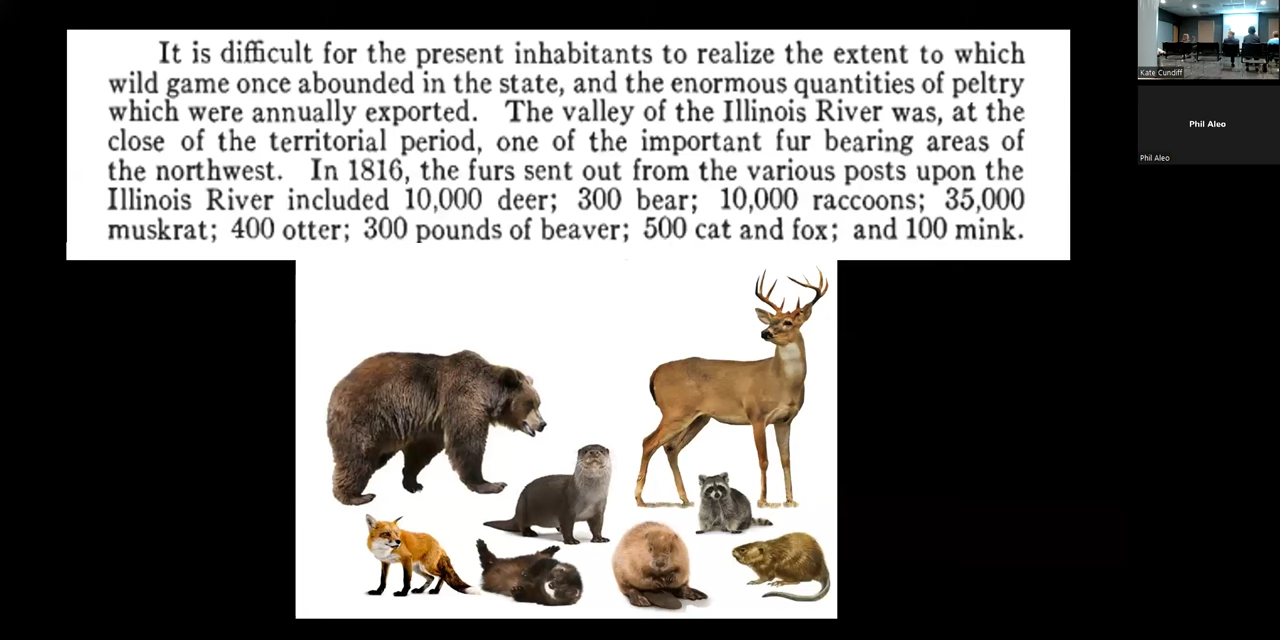 It is difficult for the present inhabitants to realize the extent to which
wild game once abounded in the state, and the enormous quantities of peltry
which were annually exported. The valley of the Illinois River was, at the
close of the territorial period, one of the important fur bearing areas of
the northwest. In 1816, the furs sent out from the various posts upon the
Illinois River included 10,000 deer; 300 bear; 10,000 raccoons; 35,000
muskrat; 400 otter; 300 pounds of beaver; 500 cat and fox; and 100 mink.
Kate Cundiff
Phil Aleo
Phil Aleo